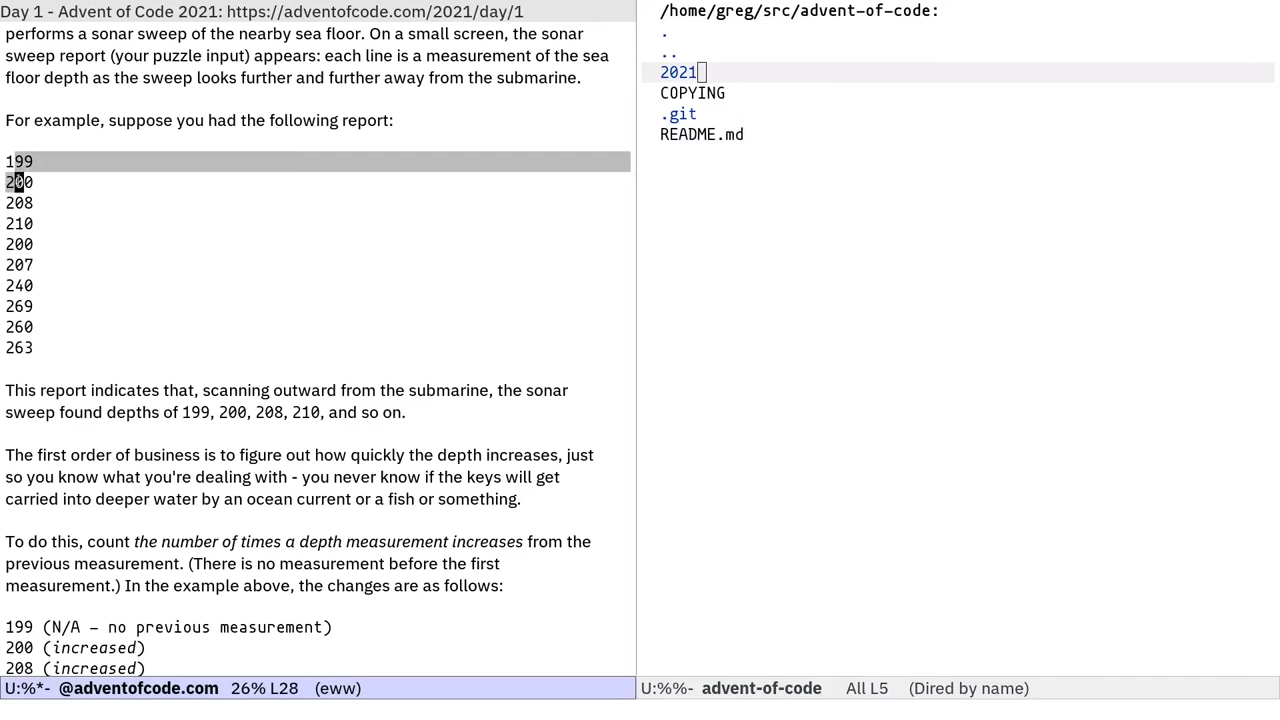 Day 1 - Advent of Code 2021: https://adventofcode.com/2021/day/1
performs a sonar sweep of the nearby sea floor. On a small screen, the sonar
sweep report (your puzzle input) appears: each line is a measurement of the sea
floor depth as the sweep looks further and further away from the submarine.
For example, suppose you had the following report:
199
200
208
210
200
207
240
269
260
263
This report indicates that, scanning outward from the submarine, the sonar
sweep found depths of 199, 200, 208, 210, and so on.
The first order of business is to figure out how quickly the depth increases, just
so you know what you're dealing with - you never know if the keys will get
carried into deeper water by an ocean current or a fish or something.
To do this, count the number of times a depth measurement increases from the
previous measurement. (There is no measurement before the first
measurement.) In the example above, the changes are as follows:
199 (N/A – no previous measurement)
200 (increased)
208 (increased)
U:%*- @adventofcode.com 26% L28 (eww)
/home/greg/src/advent-of-code:
.
..
2021
COPYING
.git
README.md
U:%%- advent-of-code All L5 (Dired by name)